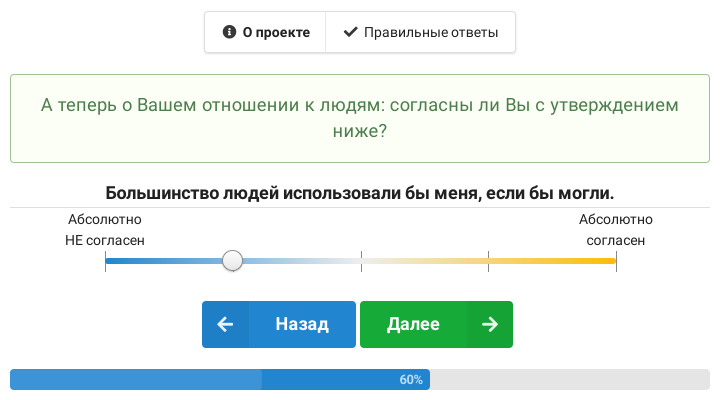 О проекте
Правильные ответы
А теперь о Вашем отношении к людям: согласны ли Вы с утверждением
ниже?
Большинство людей использовали бы меня, если бы могли.
Абсолютно
НЕ согласен
Абсолютно
согласен
Назад
Далее
60%